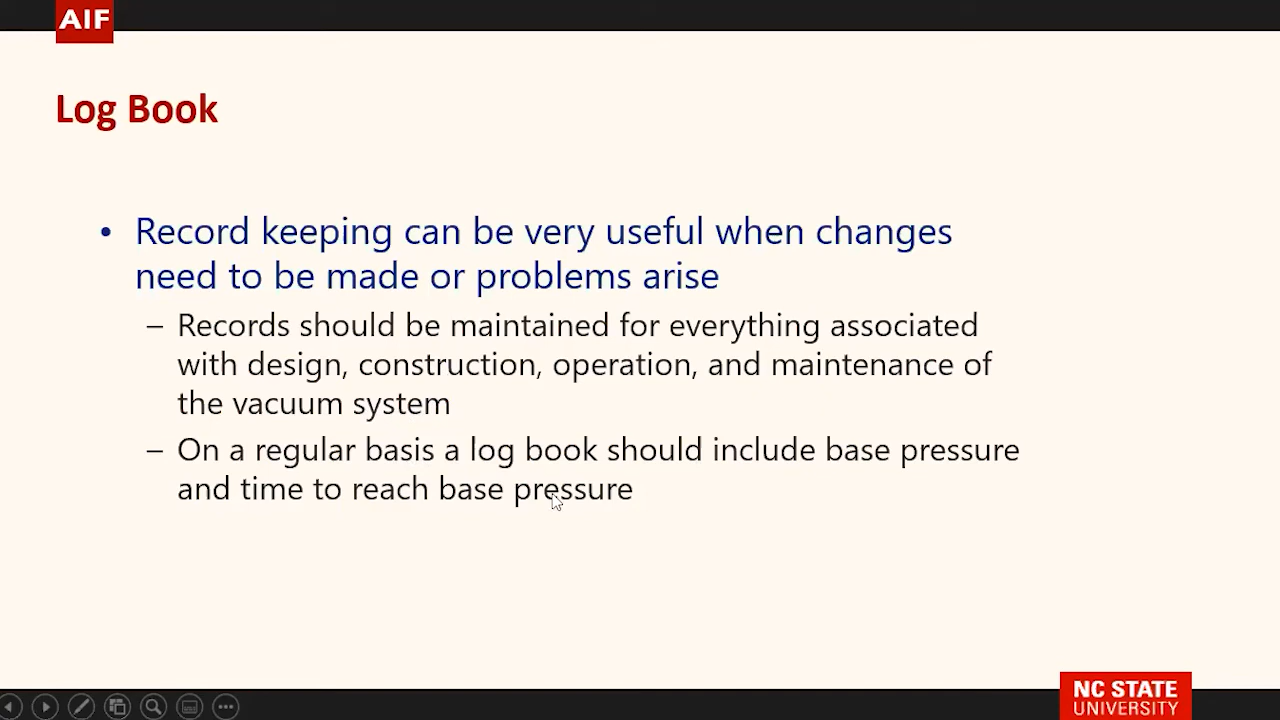 AIF
Log Book
• Record keeping can be very useful when changes
need to be made or problems arise
– Records should be maintained for everything associated
with design, construction, operation, and maintenance of
the vacuum system
– On a regular basis a log book should include base pressure
and time to reach base pressure
NC STATE
UNIVERSITY